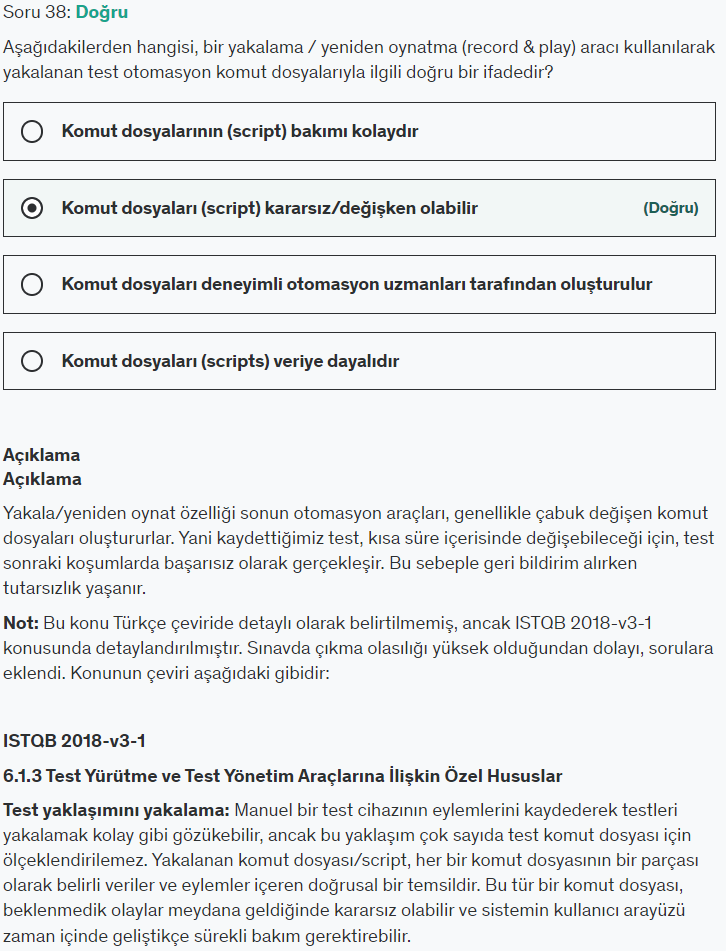 Soru 38: Doğru
Aşağıdakilerden hangisi, bir yakalama / yeniden oynatma (record & play) aracı kullanılarak
yakalanan test otomasyon komut dosyalarıyla ilgili doğru bir ifadedir?
Komut dosyalarının (script) bakımı kolaydır
Komut dosyaları (script) kararsız/değişken olabilir (Doğru)
Komut dosyaları deneyimli otomasyon uzmanları tarafından oluşturulur
Komut dosyaları (scripts) veriye dayalıdır
Açıklama
Açıklama
Yakala/yeniden oynat özelliği sonun otomasyon araçları, genellikle çabuk değişen komut
dosyaları oluştururlar. Yani kaydettiğimiz test, kısa süre içerisinde değişebileceği için, test
sonraki koşumlarda başarısız olarak gerçekleşir. Bu sebeple geri bildirim alırken
tutarsızlık yaşanır.
Not: Bu konu Türkçe çeviride detaylı olarak belirtilmemiş, ancak ISTQB 2018-v3-1
konusunda detaylandırılmıştır. Sınavda çıkma olasılığı yüksek olduğundan dolayı, sorulara
eklendi. Konunun çeviri aşağıdaki gibidir:
ISTQB 2018-v3-1
6.1.3 Test Yürütme ve Test Yönetim Araçlarına İlişkin Özel Hususlar
Test yaklaşımını yakalama: Manuel bir test cihazının eylemlerini kaydederek testleri
yakalamak kolay gibi gözükebilir, ancak bu yaklaşım çok sayıda test komut dosyası için
ölçeklendirilemez. Yakalanan komut dosyası/script, her bir komut dosyasının bir parçası
olarak belirli veriler ve eylemler içeren doğrusal bir temsildir. Bu tür bir komut dosyası,
beklenmedik olaylar meydana geldiğinde kararsız olabilir ve sistemin kullanıcı arayüzü
zaman içinde geliştikçe sürekli bakım gerektirebilir.